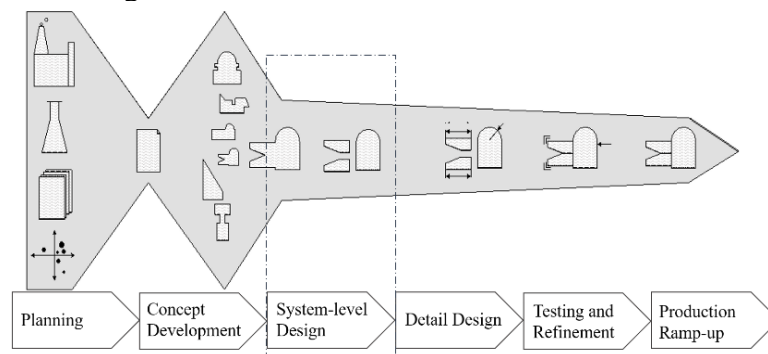 Planning
Concept
Development
System-level
Design
Detail Design
Testing and
Refinement
Production
Ramp-up